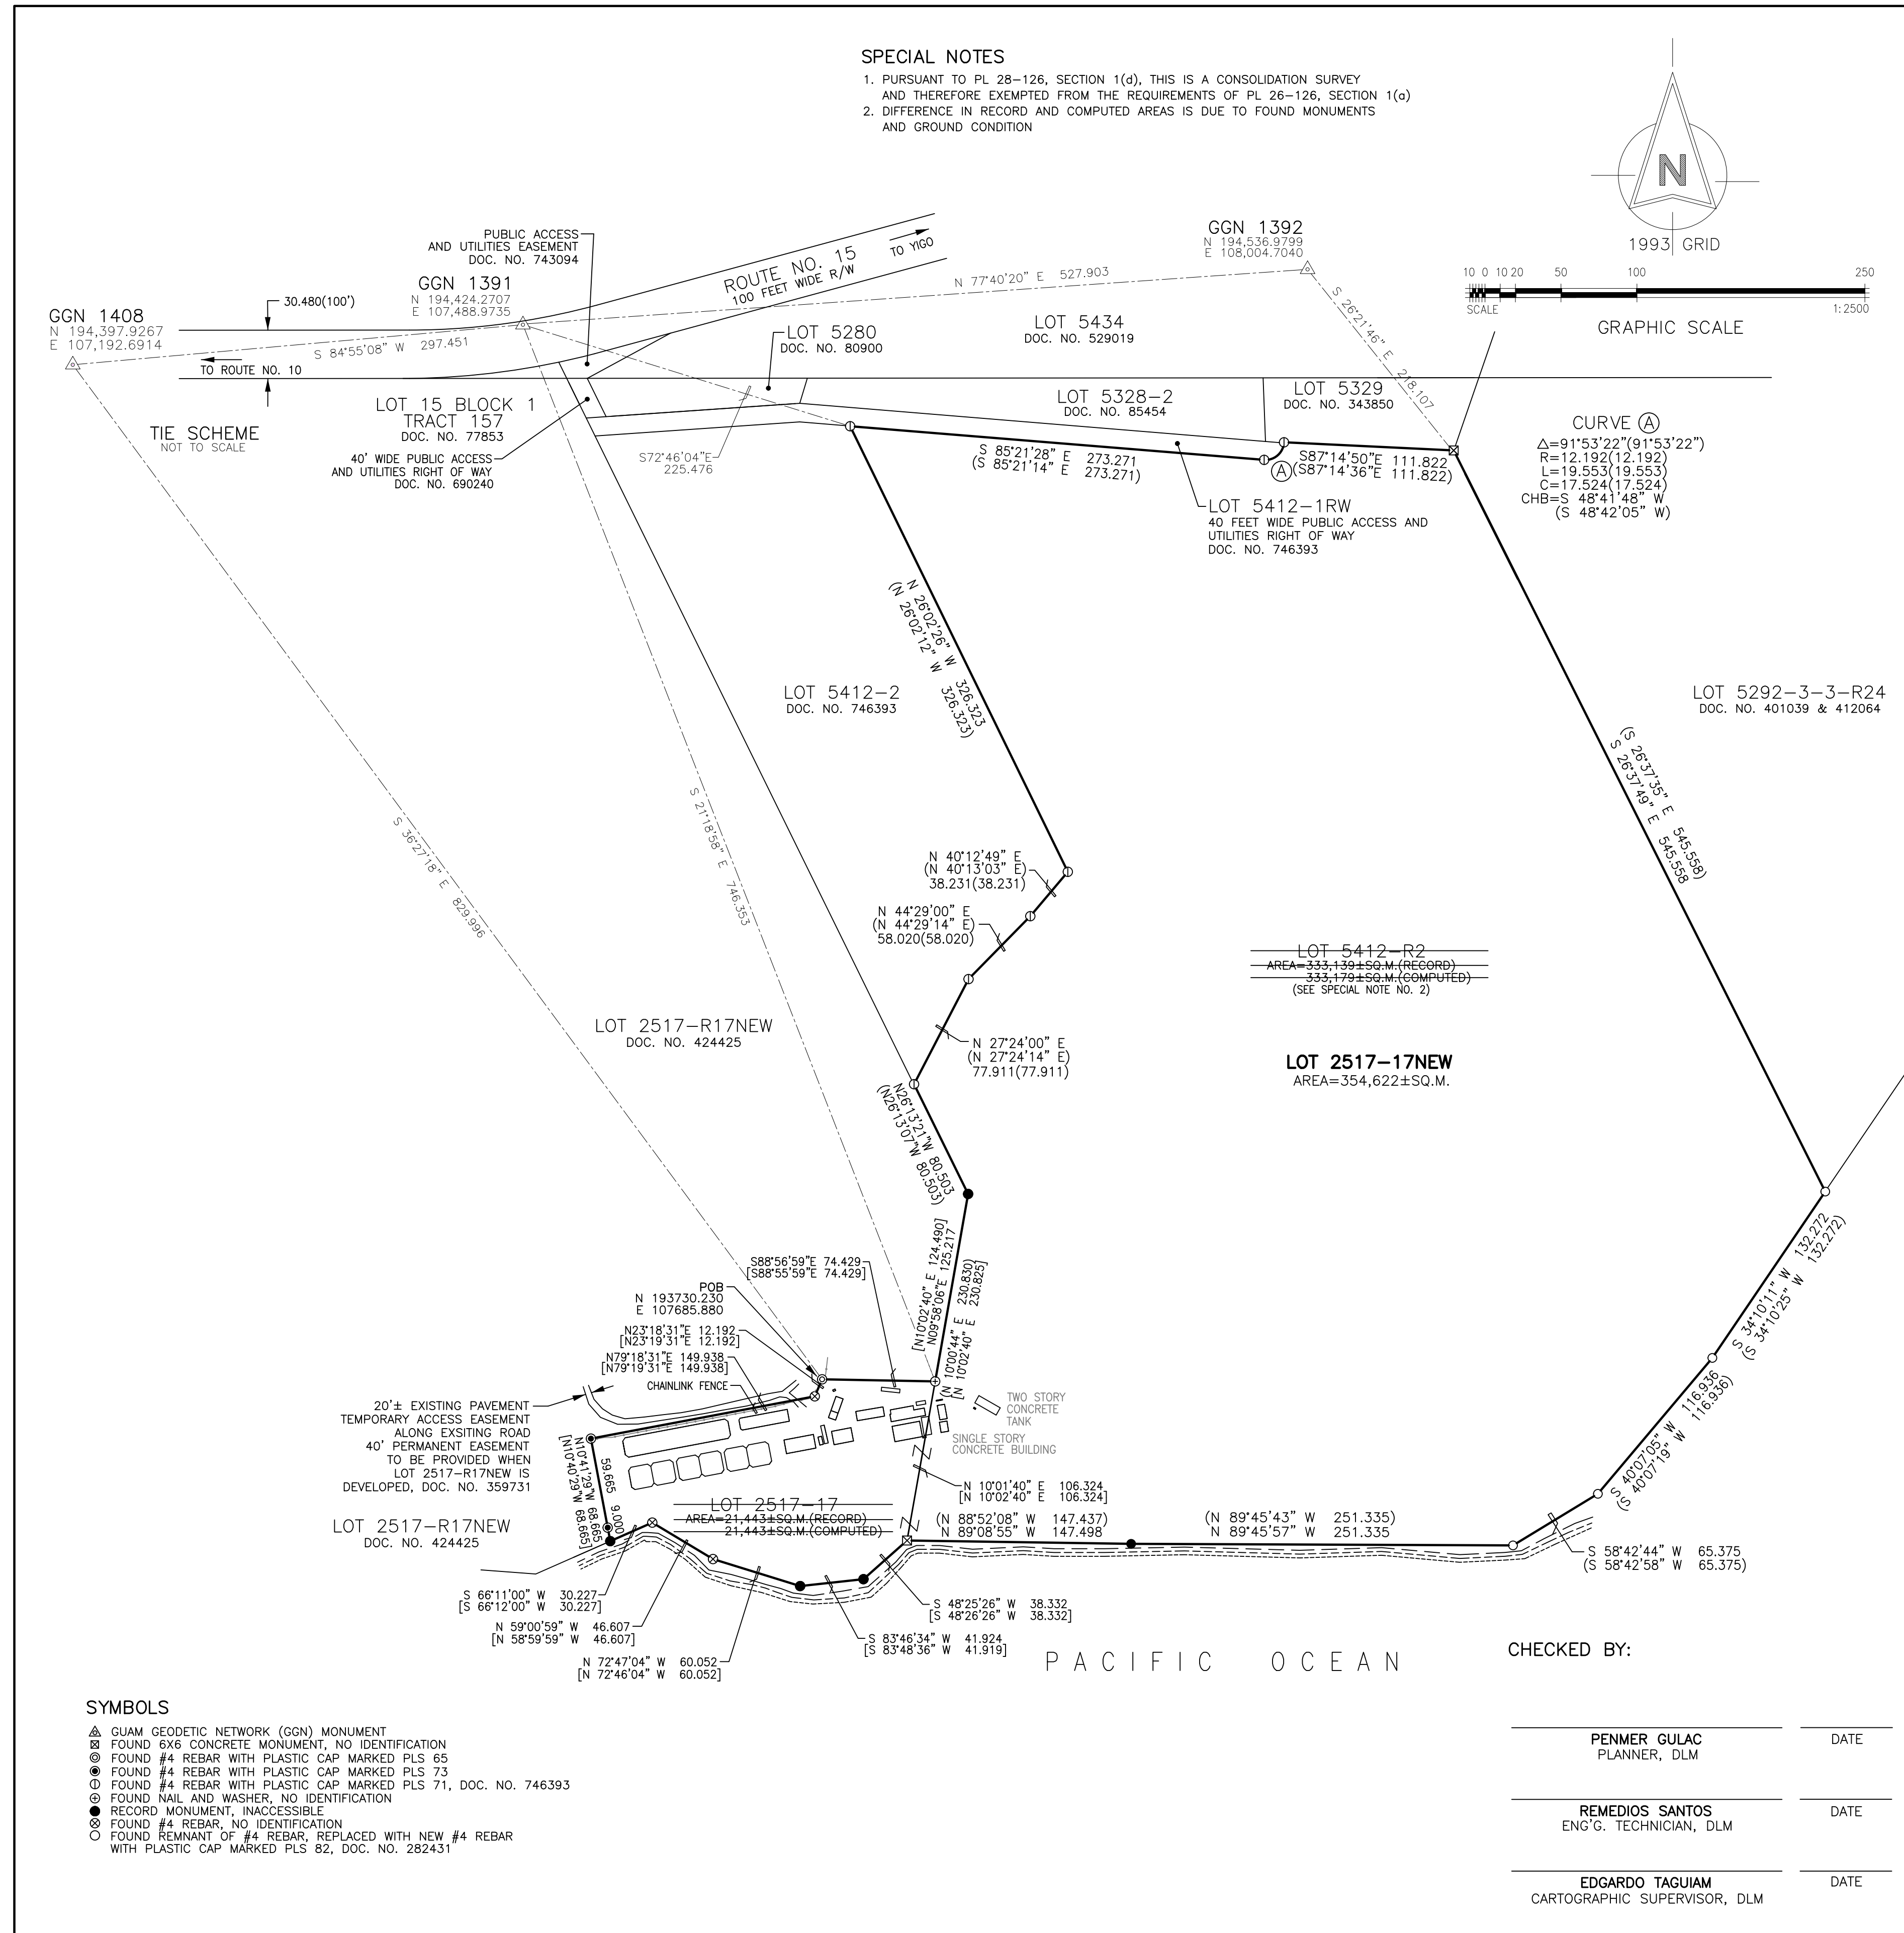 SPECIAL NOTES
1. PURSUANT TO PL 28-126, SECTION 1(d), THIS IS A CONSOLIDATION SURVEY
AND THEREFORE EXEMPTED FROM THE REQUIREMENTS OF PL 26-126, SECTION 1(a)
2. DIFFERENCE IN RECORD AND COMPUTED AREAS IS DUE TO FOUND MONUMENTS
AND GROUND CONDITION
N
1993 GRID
10 0 10 20 50 100 250
SCALE 1:2500
GRAPHIC SCALE
PUBLIC ACCESS
AND UTILITIES EASEMENT
DOC. NO. 743094
GGN 1391
N 194,424.2707
E 107,488.9735
ROUTE NO. 15
100 FEET WIDE R/W
TO YIGO
GGN 1392
N 194,536.9799
E 108,004.7040
N 77°40'20" E 527.903
S 26°21'46" E 218.107
30.480(100')
GGN 1408
N 194,397.9267
E 107,192.6914
S 84°55'08" W 297.451
TO ROUTE NO. 10
LOT 5280
DOC. NO. 80900
LOT 5434
DOC. NO. 529019
LOT 5328-2
DOC. NO. 85454
LOT 5329
DOC. NO. 343850
TIE SCHEME
NOT TO SCALE
LOT 15 BLOCK 1
TRACT 157
DOC. NO. 77853
40' WIDE PUBLIC ACCESS
AND UTILITIES RIGHT OF WAY
DOC. NO. 690240
S72°46'04"E
225.476
S 85°21'28" E 273.271
(S 85°21'14" E 273.271)
A
S87°14'50"E 111.822
(S87°14'36"E 111.822)
CURVE A
△=91°53'22"(91°53'22")
R=12.192(12.192)
L=19.553(19.553)
C=17.524(17.524)
CHB=S 48°41'48" W
(S 48°42'05" W)
LOT 5412-1RW
40 FEET WIDE PUBLIC ACCESS AND
UTILITIES RIGHT OF WAY
DOC. NO. 746393
N 26°02'26" W 326.323
(N 26°02'12" W 326.323)
LOT 5412-2
DOC. NO. 746393
LOT 5292-3-3-R24
DOC. NO. 401039 & 412064
(S 26°37'35" E 545.558)
S 26°37'49" E 545.558
S 36°27'18" E 829.996
S 21°18'58" E 746.353
N 40°12'49" E
(N 40°13'03" E)
38.231(38.231)
N 44°29'00" E
(N 44°29'14" E)
58.020(58.020)
LOT 5412-R2
AREA=333,139±SQ.M.(RECORD)
333,179±SQ.M.(COMPUTED)
(SEE SPECIAL NOTE NO. 2)
LOT 2517-R17NEW
DOC. NO. 424425
N 27°24'00" E
(N 27°24'14" E)
77.911(77.911)
LOT 2517-17NEW
AREA=354,622±SQ.M.
N26°13'21"W 80.503
(N26°13'07"W 80.503)
[N10°02'40" E 124.490]
N09°58'06"E 125.217
(N 10°00'44" E 230.830)
[N 10°02'40" E 230.825]
S 34°10'11" W 132.272
(S 34°10'25" W 132.272)
S 40°07'05" W 116.936
(S 40°07'19" W 116.936)
S88°56'59"E 74.429
[S88°55'59"E 74.429]
POB
N 193730.230
E 107685.880
N23°18'31"E 12.192
[N23°19'31"E 12.192]
N79°18'31"E 149.938
[N79°19'31"E 149.938]
CHAINLINK FENCE
20'± EXISTING PAVEMENT
TEMPORARY ACCESS EASEMENT
ALONG EXSITING ROAD
40' PERMANENT EASEMENT
TO BE PROVIDED WHEN
LOT 2517-R17NEW IS
DEVELOPED, DOC. NO. 359731
N10°41'29"W 68.665
[N10°40'29"W 68.665]
59.665 9.000
TWO STORY
CONCRETE
TANK
SINGLE STORY
CONCRETE BUILDING
N 10°01'40" E 106.324
[N 10°02'40" E 106.324]
LOT 2517-17
AREA=21,443±SQ.M.(RECORD)
21,443±SQ.M.(COMPUTED)
(N 88°52'08" W 147.437)
N 89°08'55" W 147.498
(N 89°45'43" W 251.335)
N 89°45'57" W 251.335
LOT 2517-R17NEW
DOC. NO. 424425
S 58°42'44" W 65.375
(S 58°42'58" W 65.375)
S 66°11'00" W 30.227
[S 66°12'00" W 30.227]
N 59°00'59" W 46.607
[N 58°59'59" W 46.607]
N 72°47'04" W 60.052
[N 72°46'04" W 60.052]
S 48°25'26" W 38.332
[S 48°26'26" W 38.332]
S 83°46'34" W 41.924
[S 83°48'36" W 41.919]
PACIFIC OCEAN
CHECKED BY:
SYMBOLS
GUAM GEODETIC NETWORK (GGN) MONUMENT
FOUND 6X6 CONCRETE MONUMENT, NO IDENTIFICATION
FOUND #4 REBAR WITH PLASTIC CAP MARKED PLS 65
FOUND #4 REBAR WITH PLASTIC CAP MARKED PLS 73
FOUND #4 REBAR WITH PLASTIC CAP MARKED PLS 71, DOC. NO. 746393
FOUND NAIL AND WASHER, NO IDENTIFICATION
RECORD MONUMENT, INACCESSIBLE
FOUND #4 REBAR, NO IDENTIFICATION
FOUND REMNANT OF #4 REBAR, REPLACED WITH NEW #4 REBAR
WITH PLASTIC CAP MARKED PLS 82, DOC. NO. 282431
PENMER GULAC DATE
PLANNER, DLM
REMEDIOS SANTOS DATE
ENG'G. TECHNICIAN, DLM
EDGARDO TAGUIAM DATE
CARTOGRAPHIC SUPERVISOR, DLM